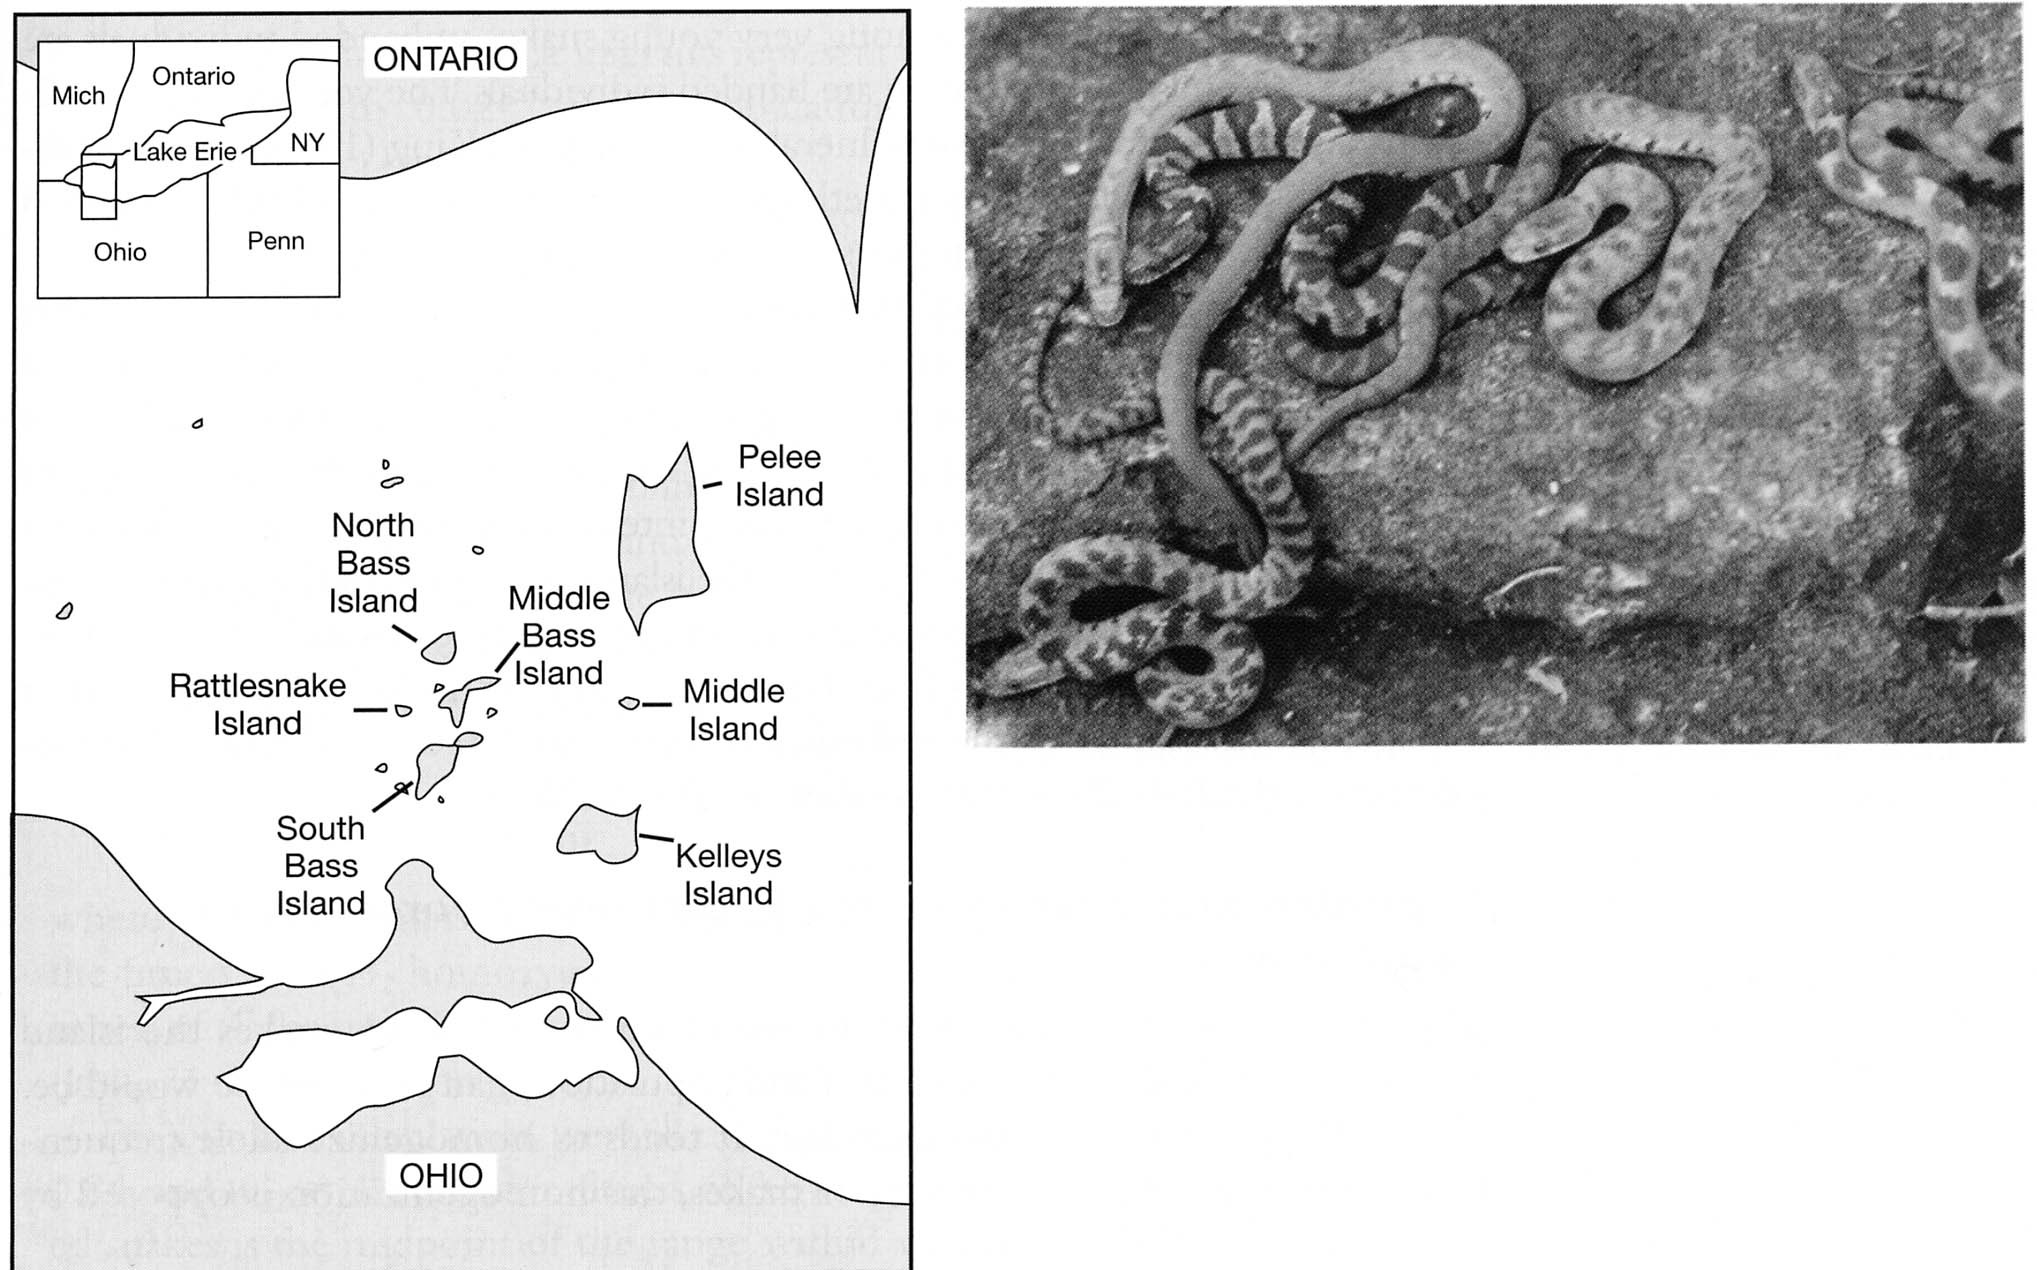 ONTARIO
Mich
Ontario
Lake Erie
NY
Ohio
Penn
Pelee
Island
North
Bass
Island
Middle
Bass
Island
Rattlesnake
Island
Middle
Island
South
Bass
Island
Kelleys
Island
OHIO